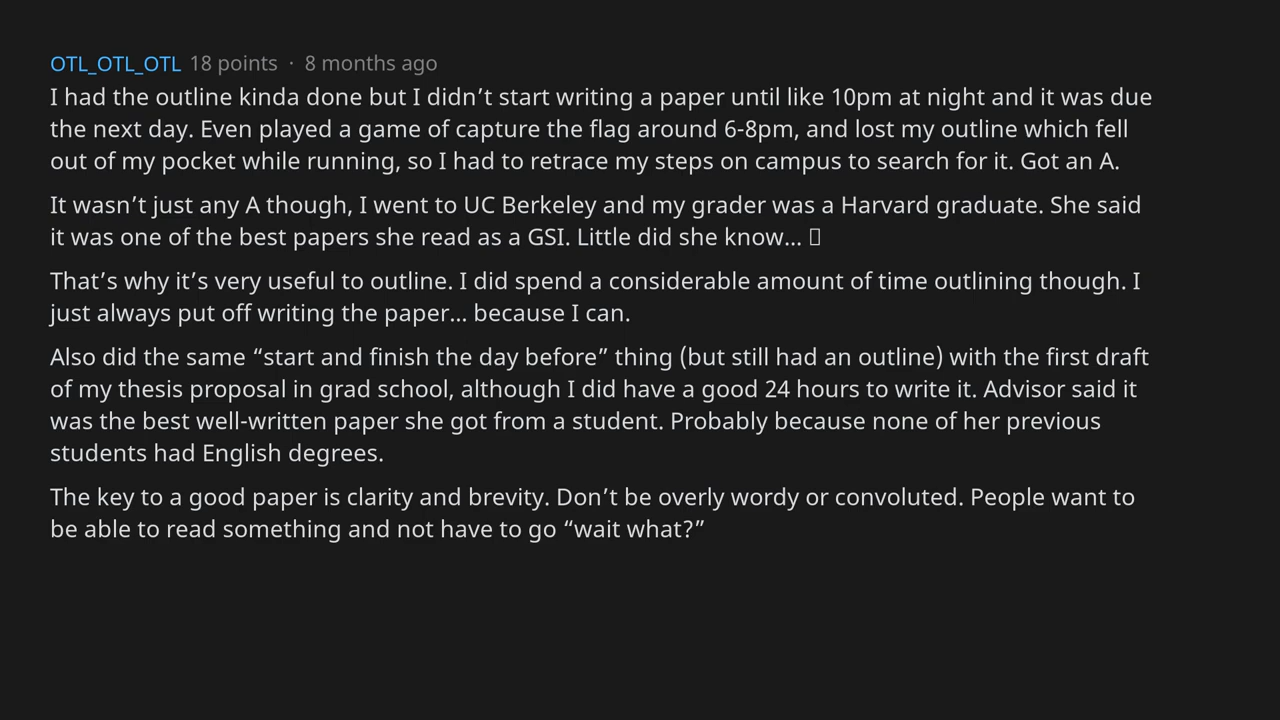 OTL_OTL_OTL 18 points · 8 months ago
I had the outline kinda done but I didn’t start writing a paper until like 10pm at night and it was due
the next day. Even played a game of capture the flag around 6-8pm, and lost my outline which fell
out of my pocket while running, so I had to retrace my steps on campus to search for it. Got an A.
It wasn’t just any A though, I went to UC Berkeley and my grader was a Harvard graduate. She said
it was one of the best papers she read as a GSI. Little did she know… 
That’s why it’s very useful to outline. I did spend a considerable amount of time outlining though. I
just always put off writing the paper… because I can.
Also did the same “start and finish the day before” thing (but still had an outline) with the first draft
of my thesis proposal in grad school, although I did have a good 24 hours to write it. Advisor said it
was the best well-written paper she got from a student. Probably because none of her previous
students had English degrees.
The key to a good paper is clarity and brevity. Don’t be overly wordy or convoluted. People want to
be able to read something and not have to go “wait what?”